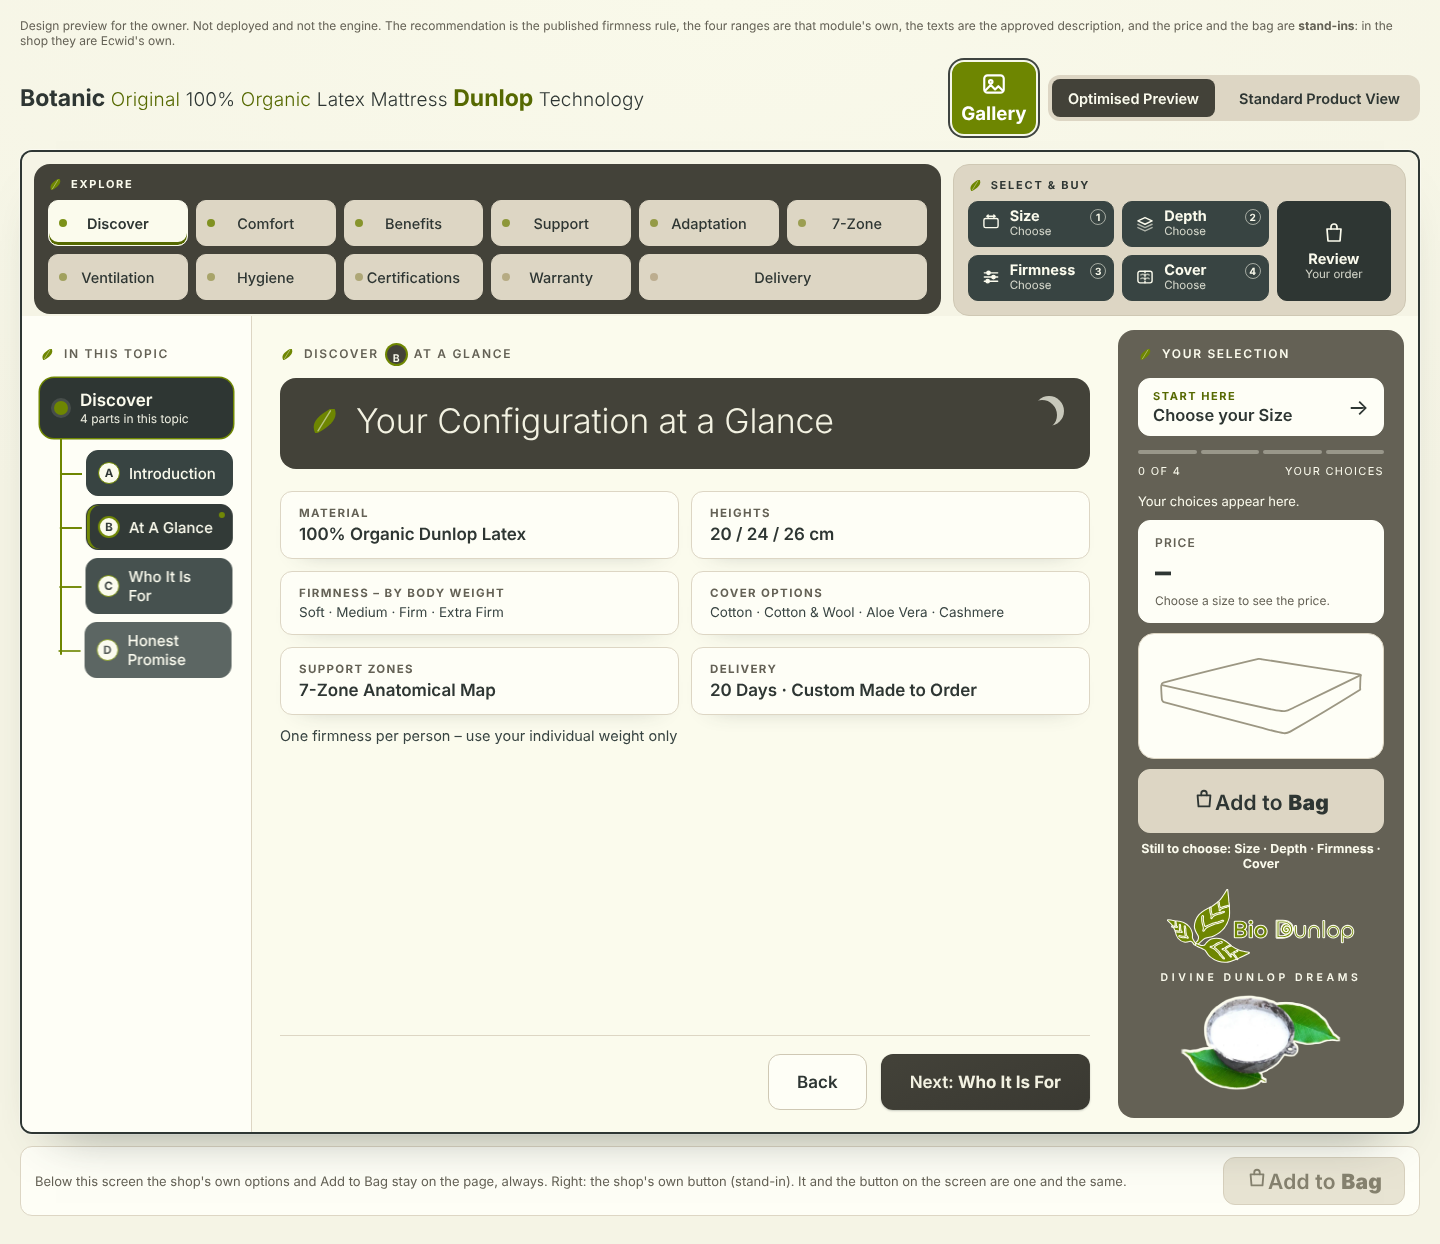 Design preview for the owner. Not deployed and not the engine. The recommendation is the published firmness rule, the four ranges are that module's own, the texts are the approved description, and the price and the bag are stand-ins: in the
shop they are Ecwid's own.
Botanic Original 100% Organic Latex Mattress Dunlop Technology
Gallery
Optimised Preview
Standard Product View
EXPLORE
Discover
Comfort
Benefits
Support
Adaptation
7-Zone
Ventilation
Hygiene
Certifications
Warranty
Delivery
SELECT & BUY
Size
Choose
1
Depth
Choose
2
Firmness
Choose
3
Cover
Choose
4
Review
Your order
IN THIS TOPIC
Discover
4 parts in this topic
A Introduction
B At A Glance
C Who It Is
For
D Honest
Promise
DISCOVER B AT A GLANCE
Your Configuration at a Glance
MATERIAL
100% Organic Dunlop Latex
HEIGHTS
20 / 24 / 26 cm
FIRMNESS – BY BODY WEIGHT
Soft · Medium · Firm · Extra Firm
COVER OPTIONS
Cotton · Cotton & Wool · Aloe Vera · Cashmere
SUPPORT ZONES
7-Zone Anatomical Map
DELIVERY
20 Days · Custom Made to Order
One firmness per person – use your individual weight only
Back
Next: Who It Is For
YOUR SELECTION
START HERE
Choose your Size
0 OF 4
YOUR CHOICES
Your choices appear here.
PRICE
–
Choose a size to see the price.
Add to Bag
Still to choose: Size · Depth · Firmness ·
Cover
Bio Dunlop
DIVINE DUNLOP DREAMS
Below this screen the shop's own options and Add to Bag stay on the page, always. Right: the shop's own button (stand-in). It and the button on the screen are one and the same.
Add to Bag